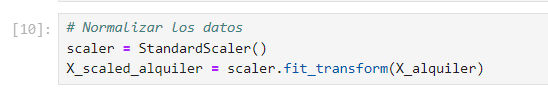 [10]: # Normalizar los datos
scaler = StandardScaler()
X_scaled_alquiler = scaler.fit_transform(X_alquiler)